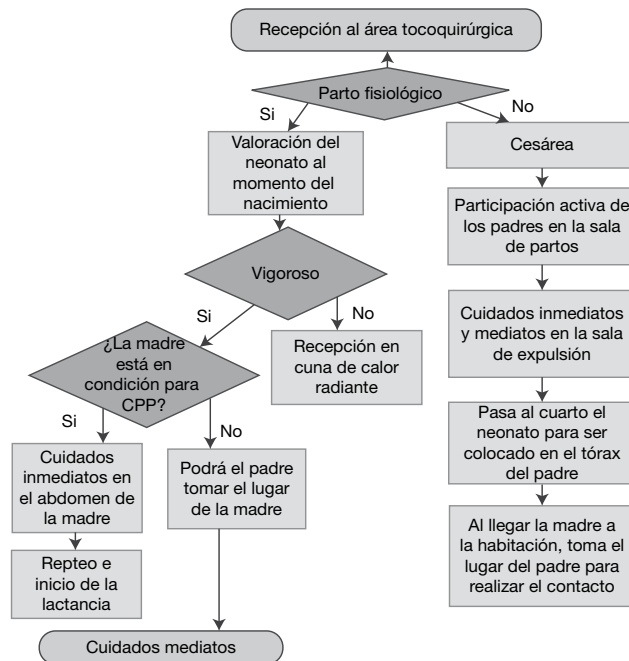 Recepción al área tocoquirúrgica
Parto fisiológico
Si
No
Valoración del
neonato al
momento del
nacimiento
Cesárea
Participación activa de
los padres en la sala
de partos
Vigoroso
Si
No
Cuidados inmediatos
y mediatos en la sala
de expulsión
Recepción en
cuna de calor
radiante
¿La madre
está en
condición para
CPP?
Si
No
Pasa al cuarto el
neonato para ser
colocado en el tórax
del padre
Cuidados
inmediatos en
el abdomen de
la madre
Podrá el padre
tomar el lugar
de la madre
Al llegar la madre a
la habitación, toma el
lugar del padre para
realizar el contacto
Repteo e
inicio de la
lactancia
Cuidados mediatos